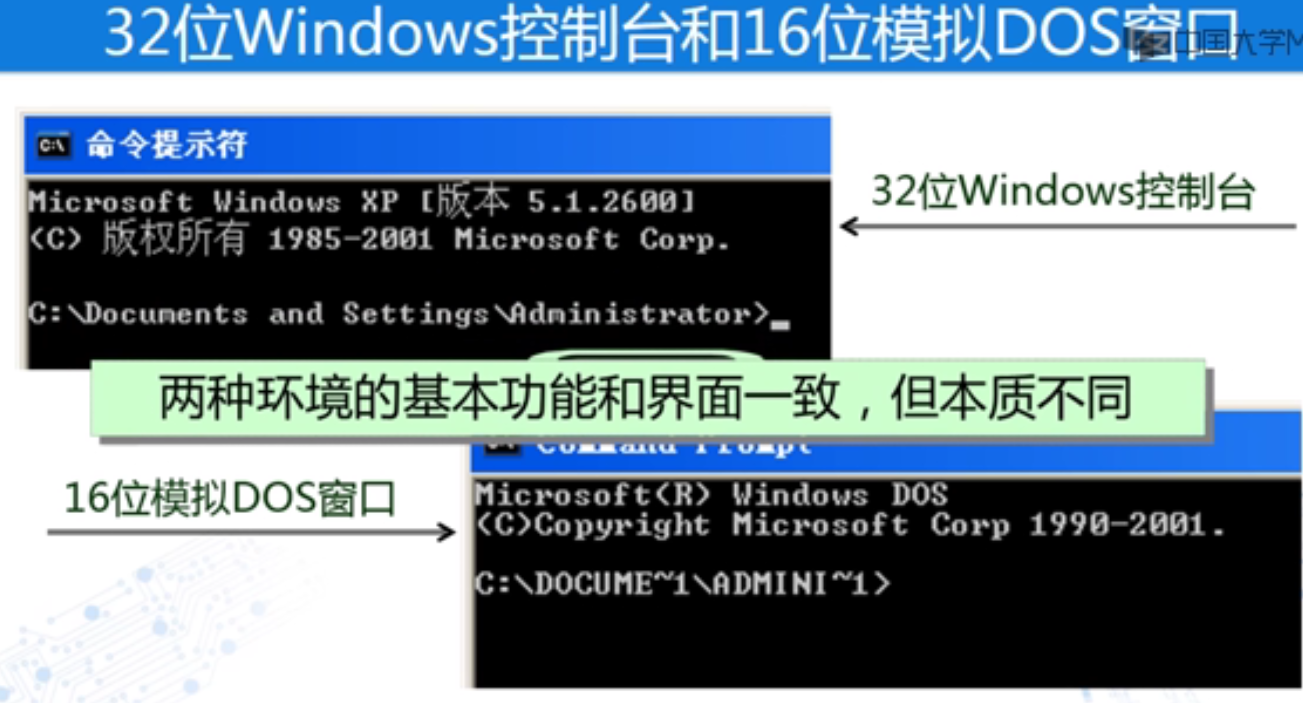 32位Windows控制台和16位模拟DOS窗口
中国大学M
C:\ 命令提示符
Microsoft Windows XP [版本 5.1.2600]
(C) 版权所有 1985-2001 Microsoft Corp.
C:\Documents and Settings\Administrator>_
32位Windows控制台
两种环境的基本功能和界面一致，但本质不同
Command Prompt
16位模拟DOS窗口
Microsoft(R) Windows DOS
(C)Copyright Microsoft Corp 1990-2001.
C:\DOCUME~1\ADMINI~1>